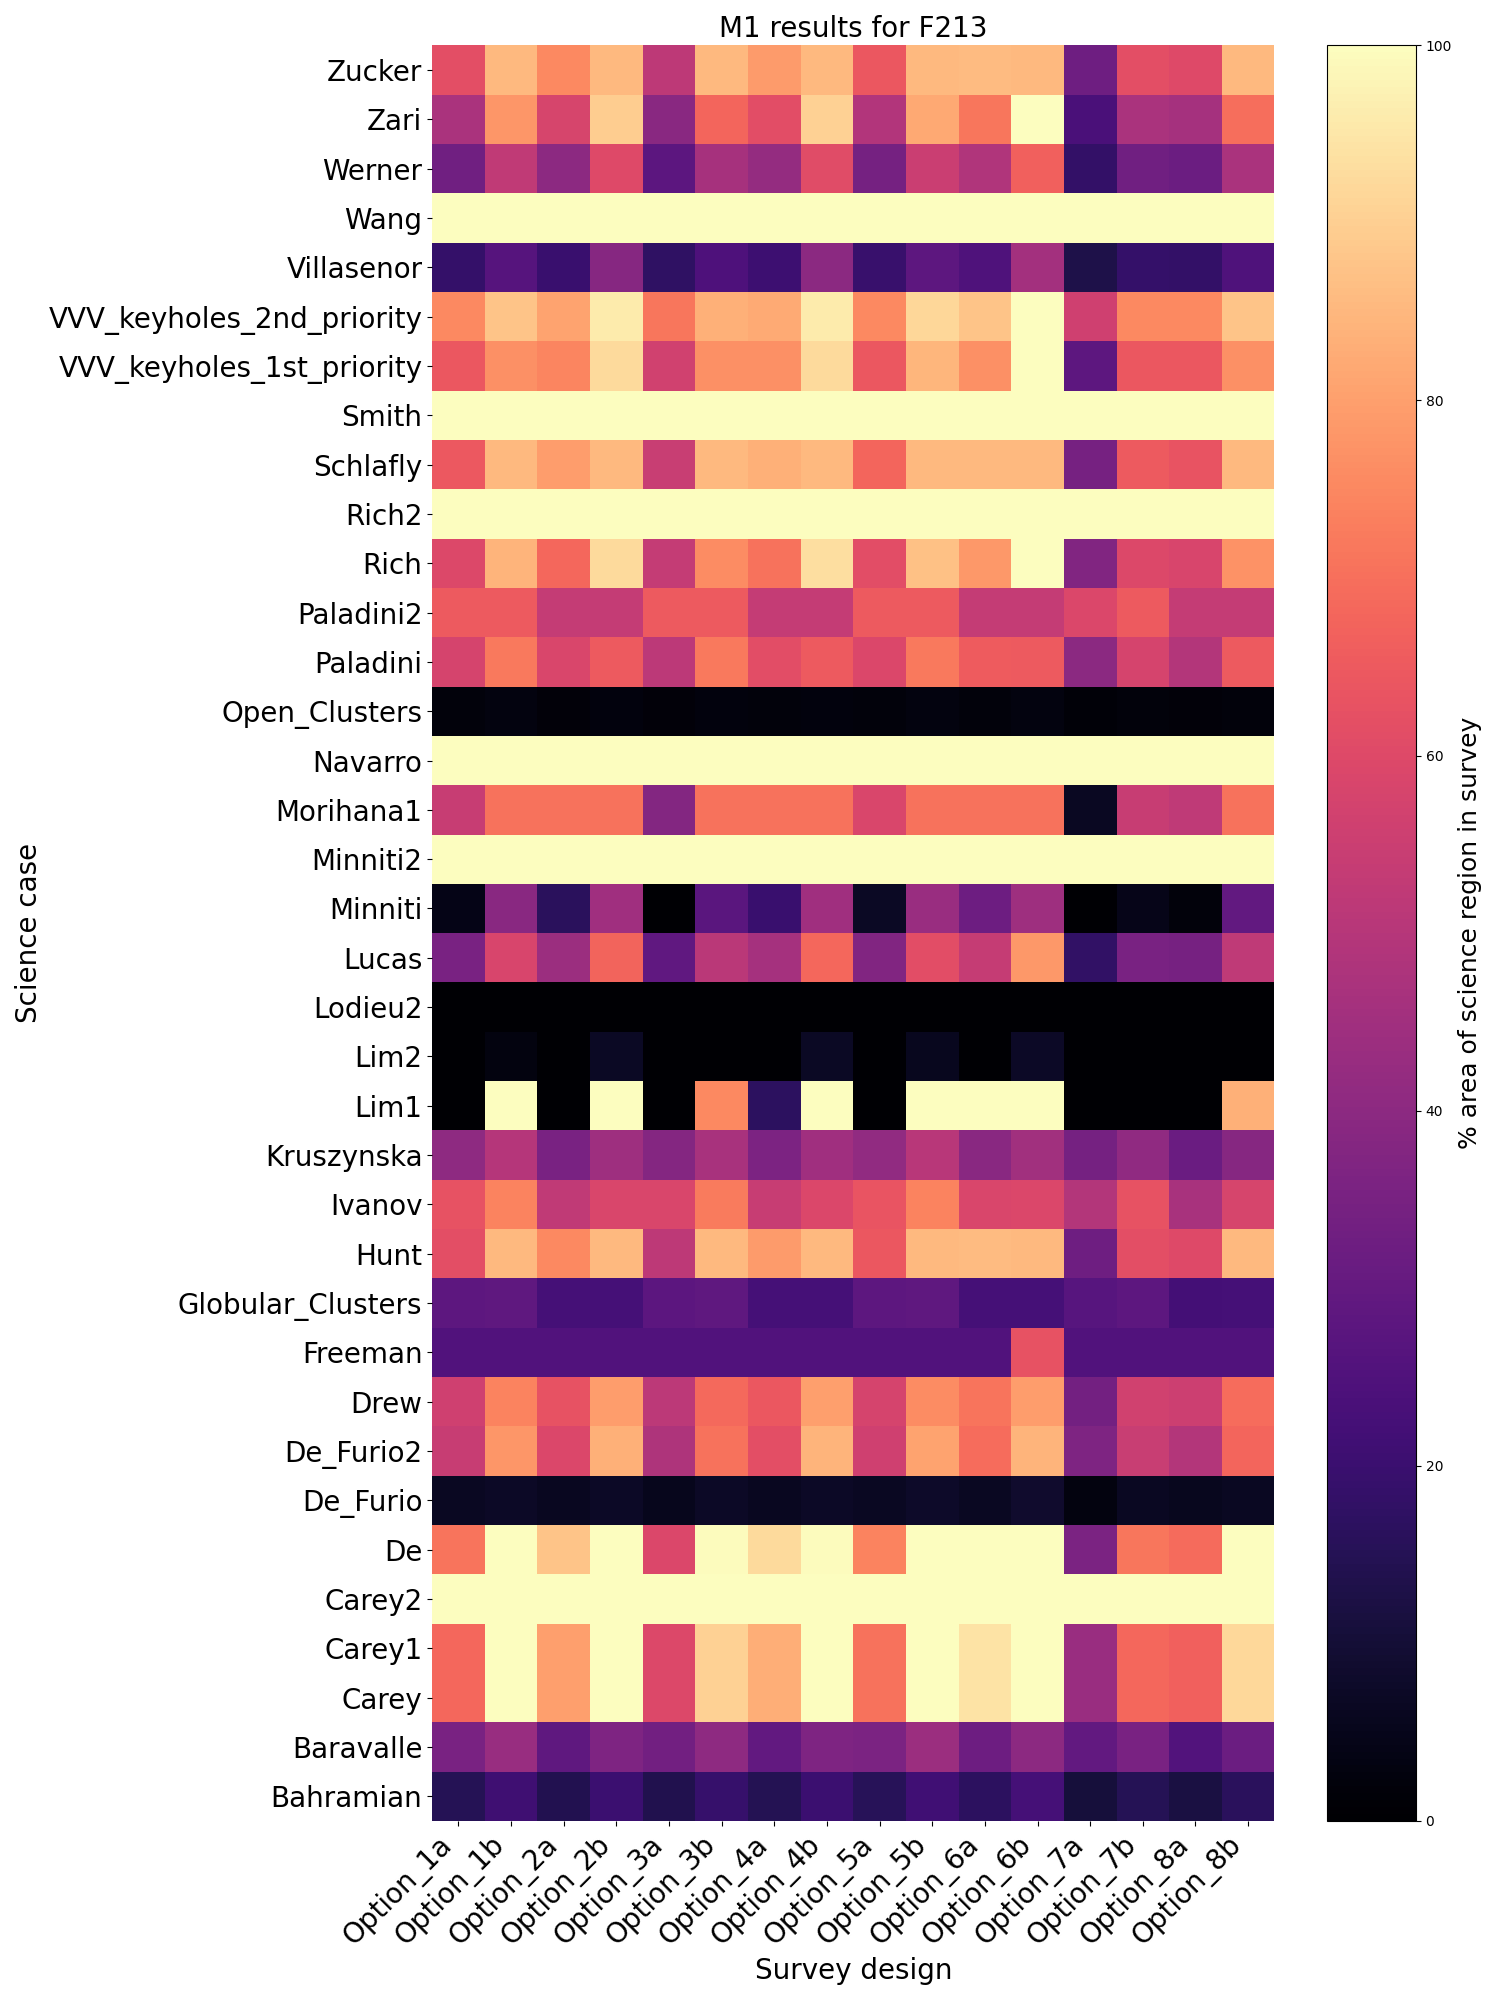 M1 results for F213
Zucker
Zari
Werner
Wang
Villasenor
VVV_keyholes_2nd_priority
VVV_keyholes_1st_priority
Smith
Schlafly
Rich2
Rich
Paladini2
Paladini
Open_Clusters
Navarro
Morihana1
Minniti2
Minniti
Lucas
Lodieu2
Lim2
Lim1
Kruszynska
Ivanov
Hunt
Globular_Clusters
Freeman
Drew
De_Furio2
De_Furio
De
Carey2
Carey1
Carey
Baravalle
Bahramian
Science case
Option_1a
Option_1b
Option_2a
Option_2b
Option_3a
Option_3b
Option_4a
Option_4b
Option_5a
Option_5b
Option_6a
Option_6b
Option_7a
Option_7b
Option_8a
Option_8b
Survey design
100
80
60
40
20
0
% area of science region in survey